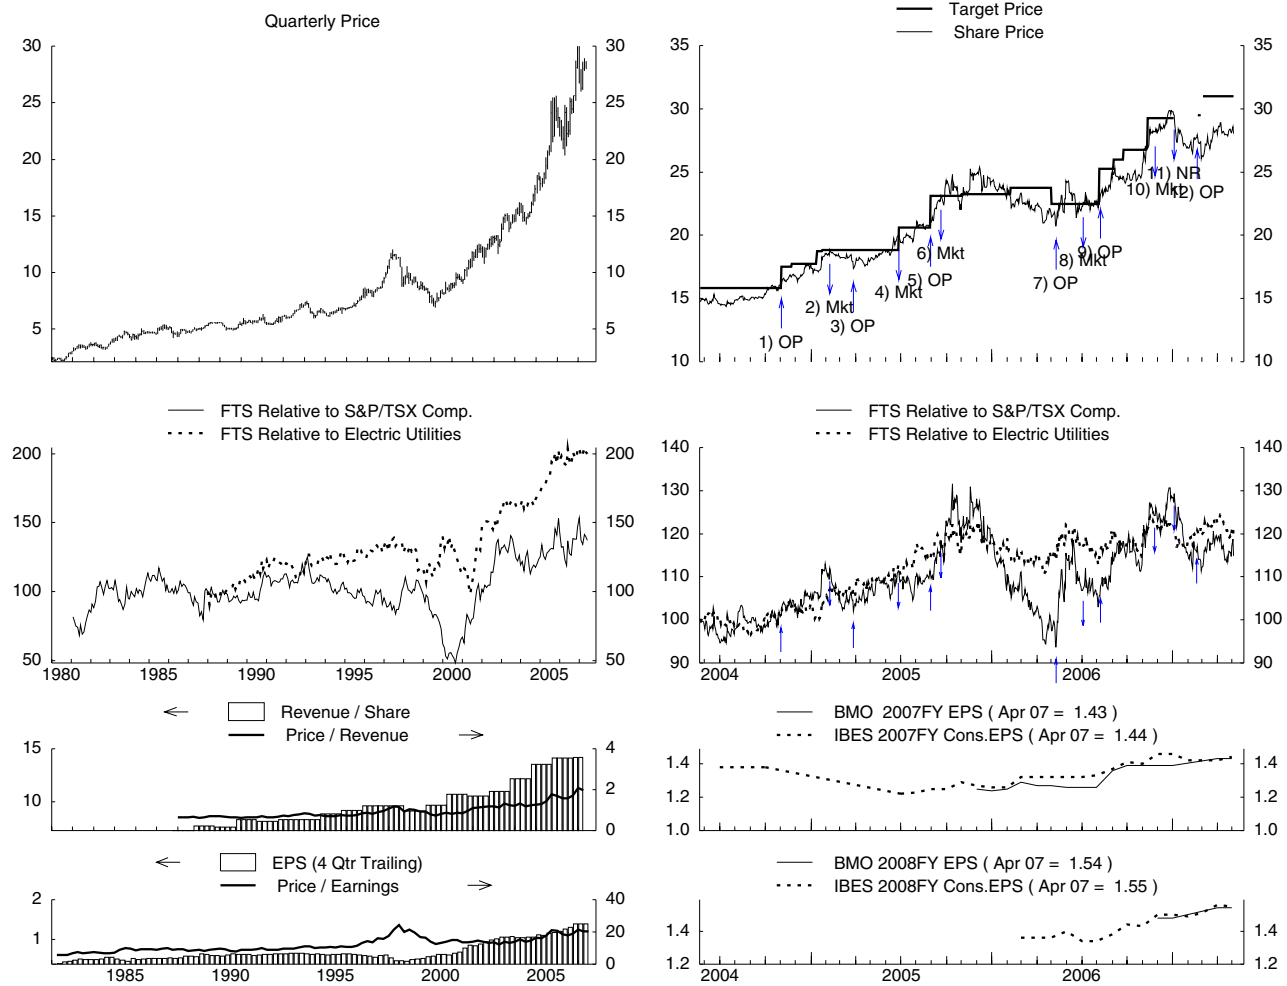 Quarterly Price
30 30
25 25
20 20
15 15
10 10
5 5
Target Price
Share Price
35 35
30 30
25 25
20 20
15 15
10 10
1) OP
2) Mkt
3) OP
4) Mkt
5) OP
6) Mkt
7) OP
8) Mkt
9) OP
10) Mkt
11) NR
12) OP
FTS Relative to S&P/TSX Comp.
FTS Relative to Electric Utilities
200 200
150 150
100 100
50 50
1980 1985 1990 1995 2000 2005
FTS Relative to S&P/TSX Comp.
FTS Relative to Electric Utilities
140 140
130 130
120 120
110 110
100 100
90 90
2004 2005 2006
Revenue / Share
Price / Revenue
15 4
10 2
0
BMO 2007FY EPS ( Apr 07 = 1.43 )
IBES 2007FY Cons.EPS ( Apr 07 = 1.44 )
1.4 1.4
1.2 1.2
1.0 1.0
EPS (4 Qtr Trailing)
Price / Earnings
2 40
1 20
0
1985 1990 1995 2000 2005
BMO 2008FY EPS ( Apr 07 = 1.54 )
IBES 2008FY Cons.EPS ( Apr 07 = 1.55 )
1.4 1.4
1.2 1.2
2004 2005 2006